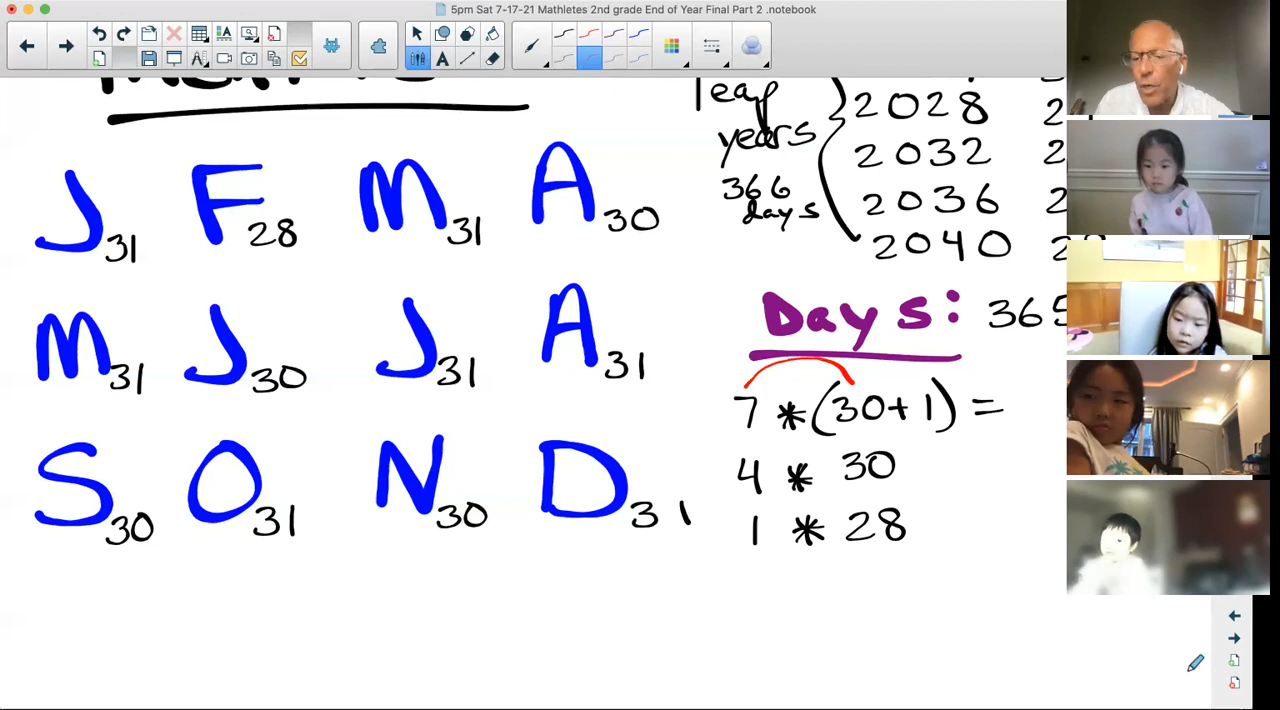 5pm Sat 7-17-21 Mathletes 2nd grade End of Year Final Part 2 .notebook
leap
years
366
days
2028
2032
2036
2040
J31 F28 M31 A30
M31 J30 J31 A31
S30 O31 N30 D31
Days: 365
7 * (30+1) =
4 * 30
1 * 28